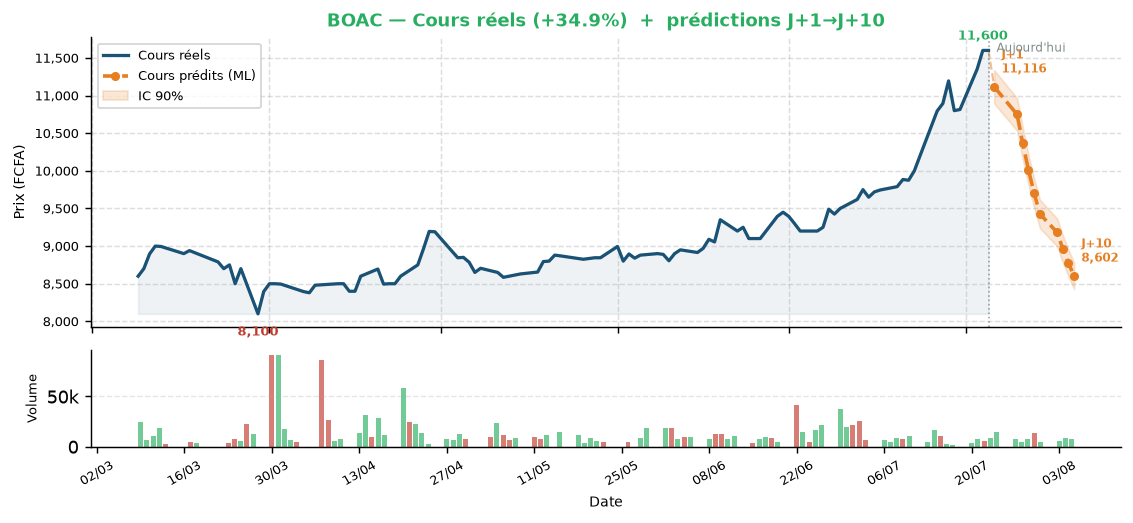 BOAC — Cours réels (+34.9%)  +  prédictions J+1→J+10
11,600
Aujourd'hui
J+1
11,116
Cours réels
Cours prédits (ML)
IC 90%
11,500
11,000
10,500
10,000
9,500
9,000
8,500
8,000
Prix (FCFA)
J+10
8,602
8,100
50k
0
Volume
02/03
16/03
30/03
13/04
27/04
11/05
25/05
08/06
22/06
06/07
20/07
03/08
Date